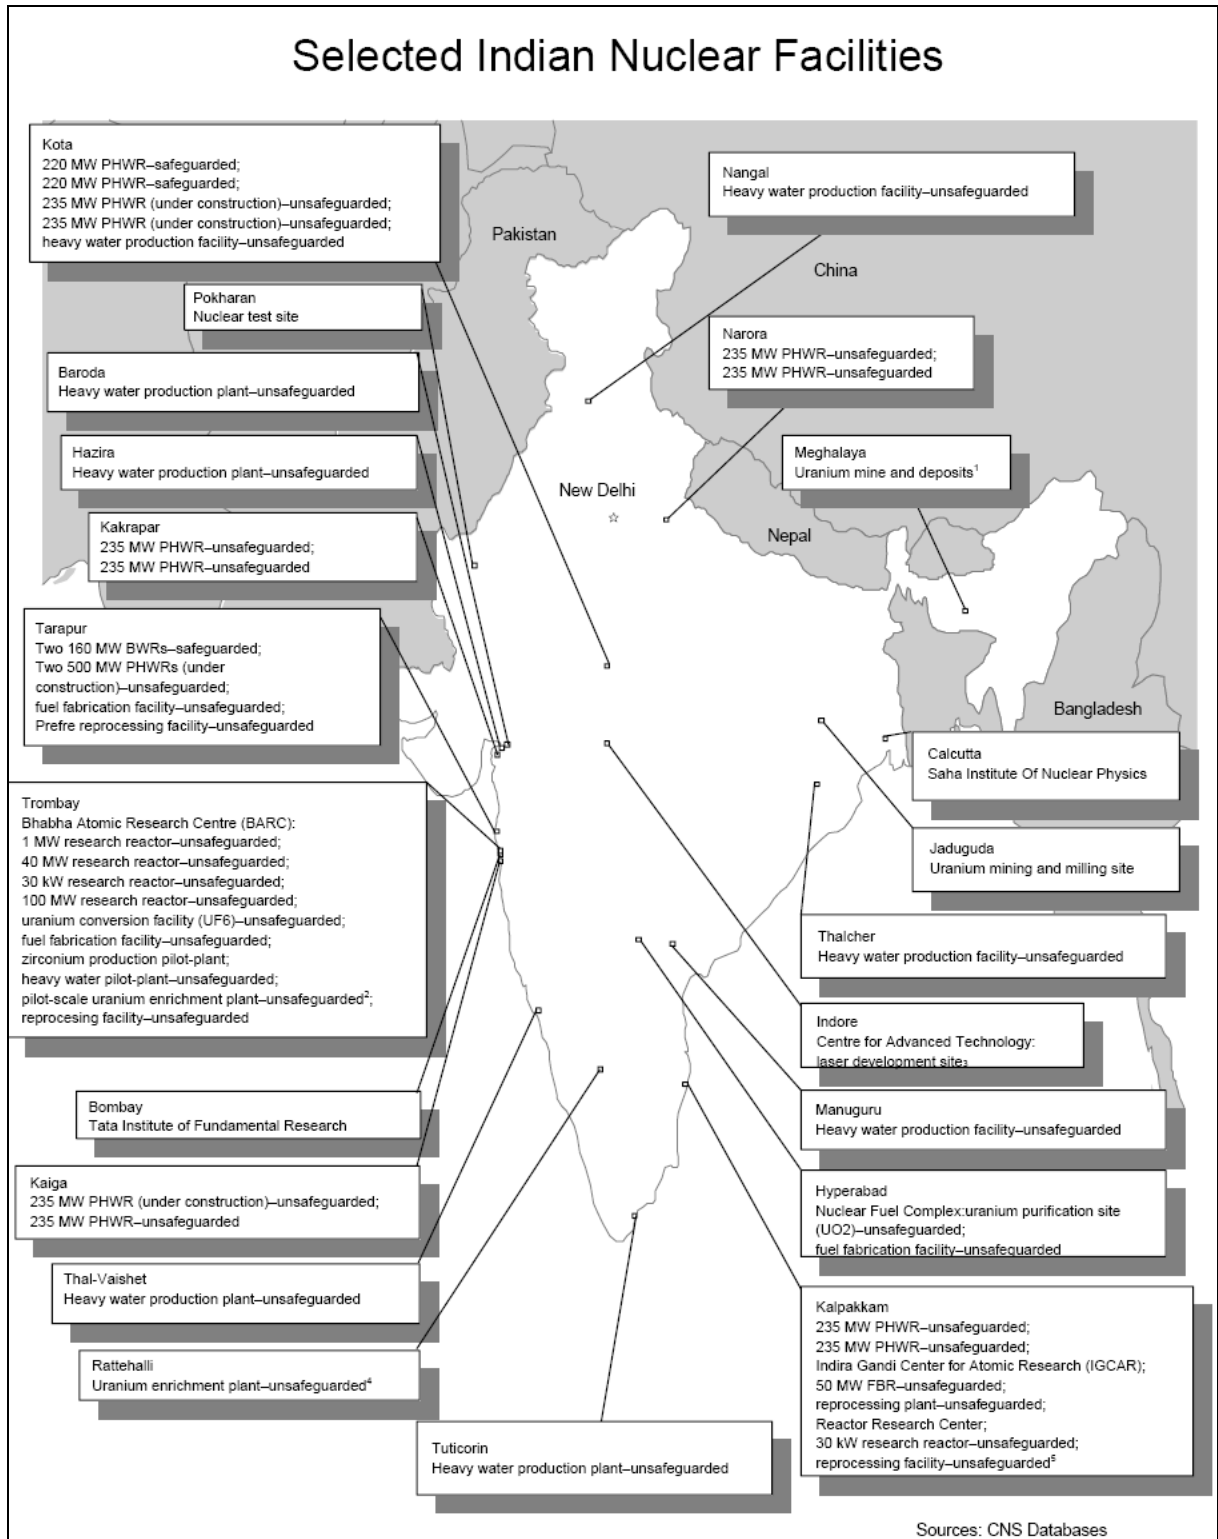 Selected Indian Nuclear Facilities
Kota
220 MW PHWR–safeguarded;
220 MW PHWR–safeguarded;
235 MW PHWR (under construction)–unsafeguarded;
235 MW PHWR (under construction)–unsafeguarded;
heavy water production facility–unsafeguarded
Nangal
Heavy water production facility–unsafeguarded
Pakistan
China
Pokharan
Nuclear test site
Narora
235 MW PHWR–unsafeguarded;
235 MW PHWR–unsafeguarded
Baroda
Heavy water production plant–unsafeguarded
Hazira
Heavy water production plant–unsafeguarded
Meghalaya
Uranium mine and deposits¹
New Delhi
Nepal
Kakrapar
235 MW PHWR–unsafeguarded;
235 MW PHWR–unsafeguarded
Tarapur
Two 160 MW BWRs–safeguarded;
Two 500 MW PHWRs (under
construction)–unsafeguarded;
fuel fabrication facility–unsafeguarded;
Prefre reprocessing facility–unsafeguarded
Bangladesh
Calcutta
Saha Institute Of Nuclear Physics
Trombay
Bhabha Atomic Research Centre (BARC):
1 MW research reactor–unsafeguarded;
40 MW research reactor–unsafeguarded;
30 kW research reactor–unsafeguarded;
100 MW research reactor–unsafeguarded;
uranium conversion facility (UF6)–unsafeguarded;
fuel fabrication facility–unsafeguarded;
zirconium production pilot-plant;
heavy water pilot-plant–unsafeguarded;
pilot-scale uranium enrichment plant–unsafeguarded²;
reprocesing facility–unsafeguarded
Jaduguda
Uranium mining and milling site
Thalcher
Heavy water production facility–unsafeguarded
Indore
Centre for Advanced Technology:
laser development site₃
Bombay
Tata Institute of Fundamental Research
Manuguru
Heavy water production facility–unsafeguarded
Kaiga
235 MW PHWR (under construction)–unsafeguarded;
235 MW PHWR–unsafeguarded
Hyperabad
Nuclear Fuel Complex:uranium purification site
(UO2)–unsafeguarded;
fuel fabrication facility–unsafeguarded
Thal-Vaishet
Heavy water production plant–unsafeguarded
Kalpakkam
235 MW PHWR–unsafeguarded;
235 MW PHWR–unsafeguarded;
Indira Gandi Center for Atomic Research (IGCAR);
50 MW FBR–unsafeguarded;
reprocessing plant–unsafeguarded;
Reactor Research Center;
30 kW research reactor–unsafeguarded;
reprocessing facility–unsafeguarded⁵
Rattehalli
Uranium enrichment plant–unsafeguarded⁴
Tuticorin
Heavy water production plant–unsafeguarded
Sources: CNS Databases